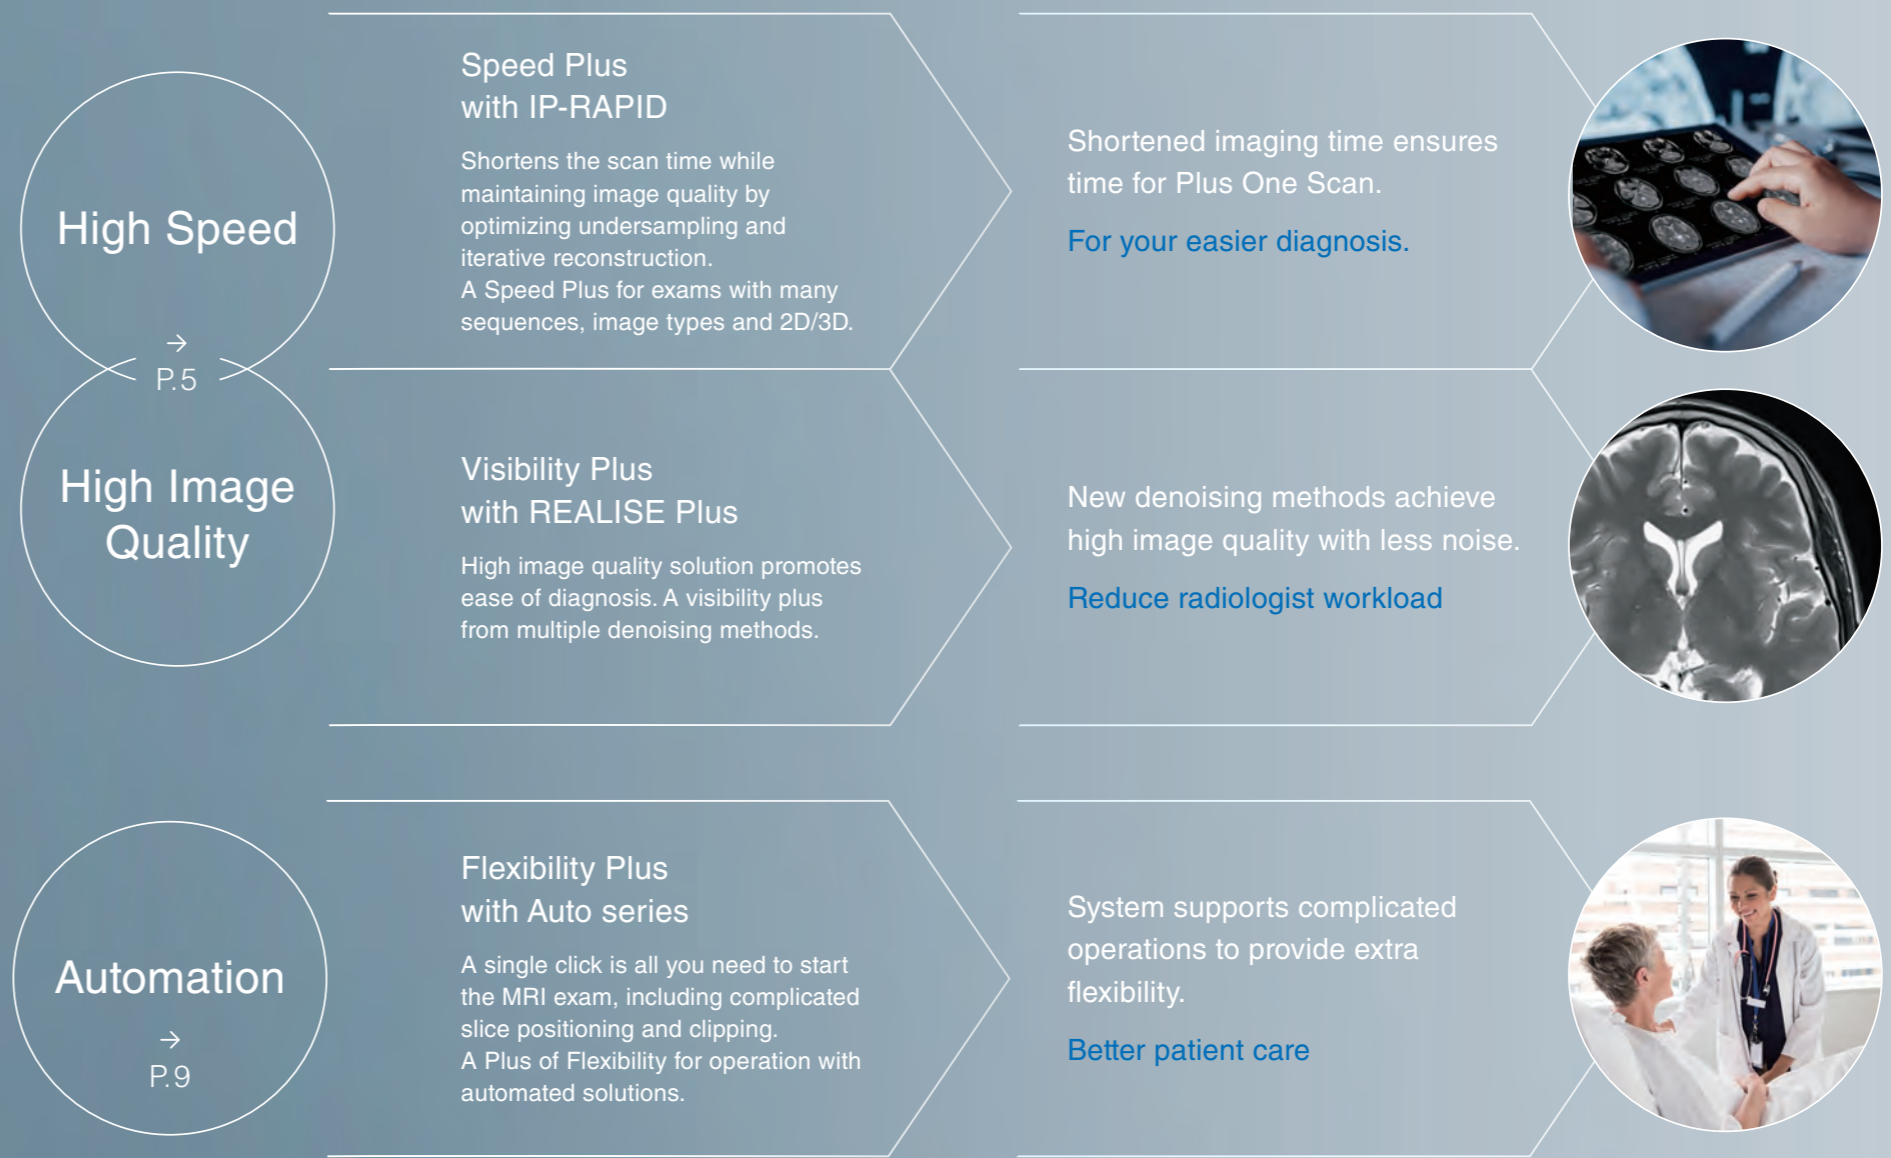 High Speed
→
P.5
Speed Plus
with IP-RAPID
Shortens the scan time while
maintaining image quality by
optimizing undersampling and
iterative reconstruction.
A Speed Plus for exams with many
sequences, image types and 2D/3D.
Shortened imaging time ensures
time for Plus One Scan.
For your easier diagnosis.
High Image
Quality
Visibility Plus
with REALISE Plus
High image quality solution promotes
ease of diagnosis. A visibility plus
from multiple denoising methods.
New denoising methods achieve
high image quality with less noise.
Reduce radiologist workload
Automation
→
P.9
Flexibility Plus
with Auto series
A single click is all you need to start
the MRI exam, including complicated
slice positioning and clipping.
A Plus of Flexibility for operation with
automated solutions.
System supports complicated
operations to provide extra
flexibility.
Better patient care